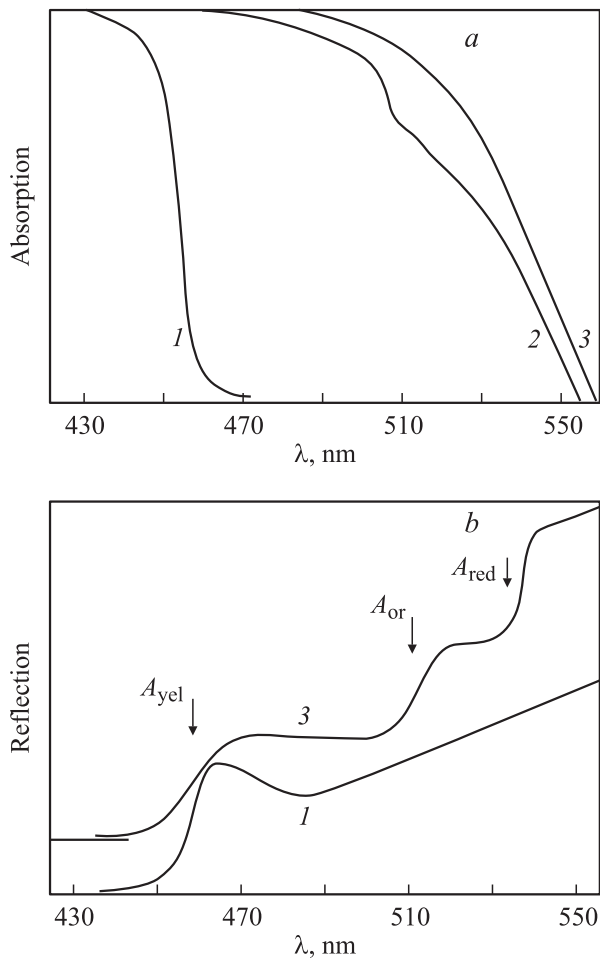 a
Absorption
1
2
3
430
470
510
550
λ, nm
b
A_red
A_or
A_yel
Reflection
3
1
430
470
510
550
λ, nm